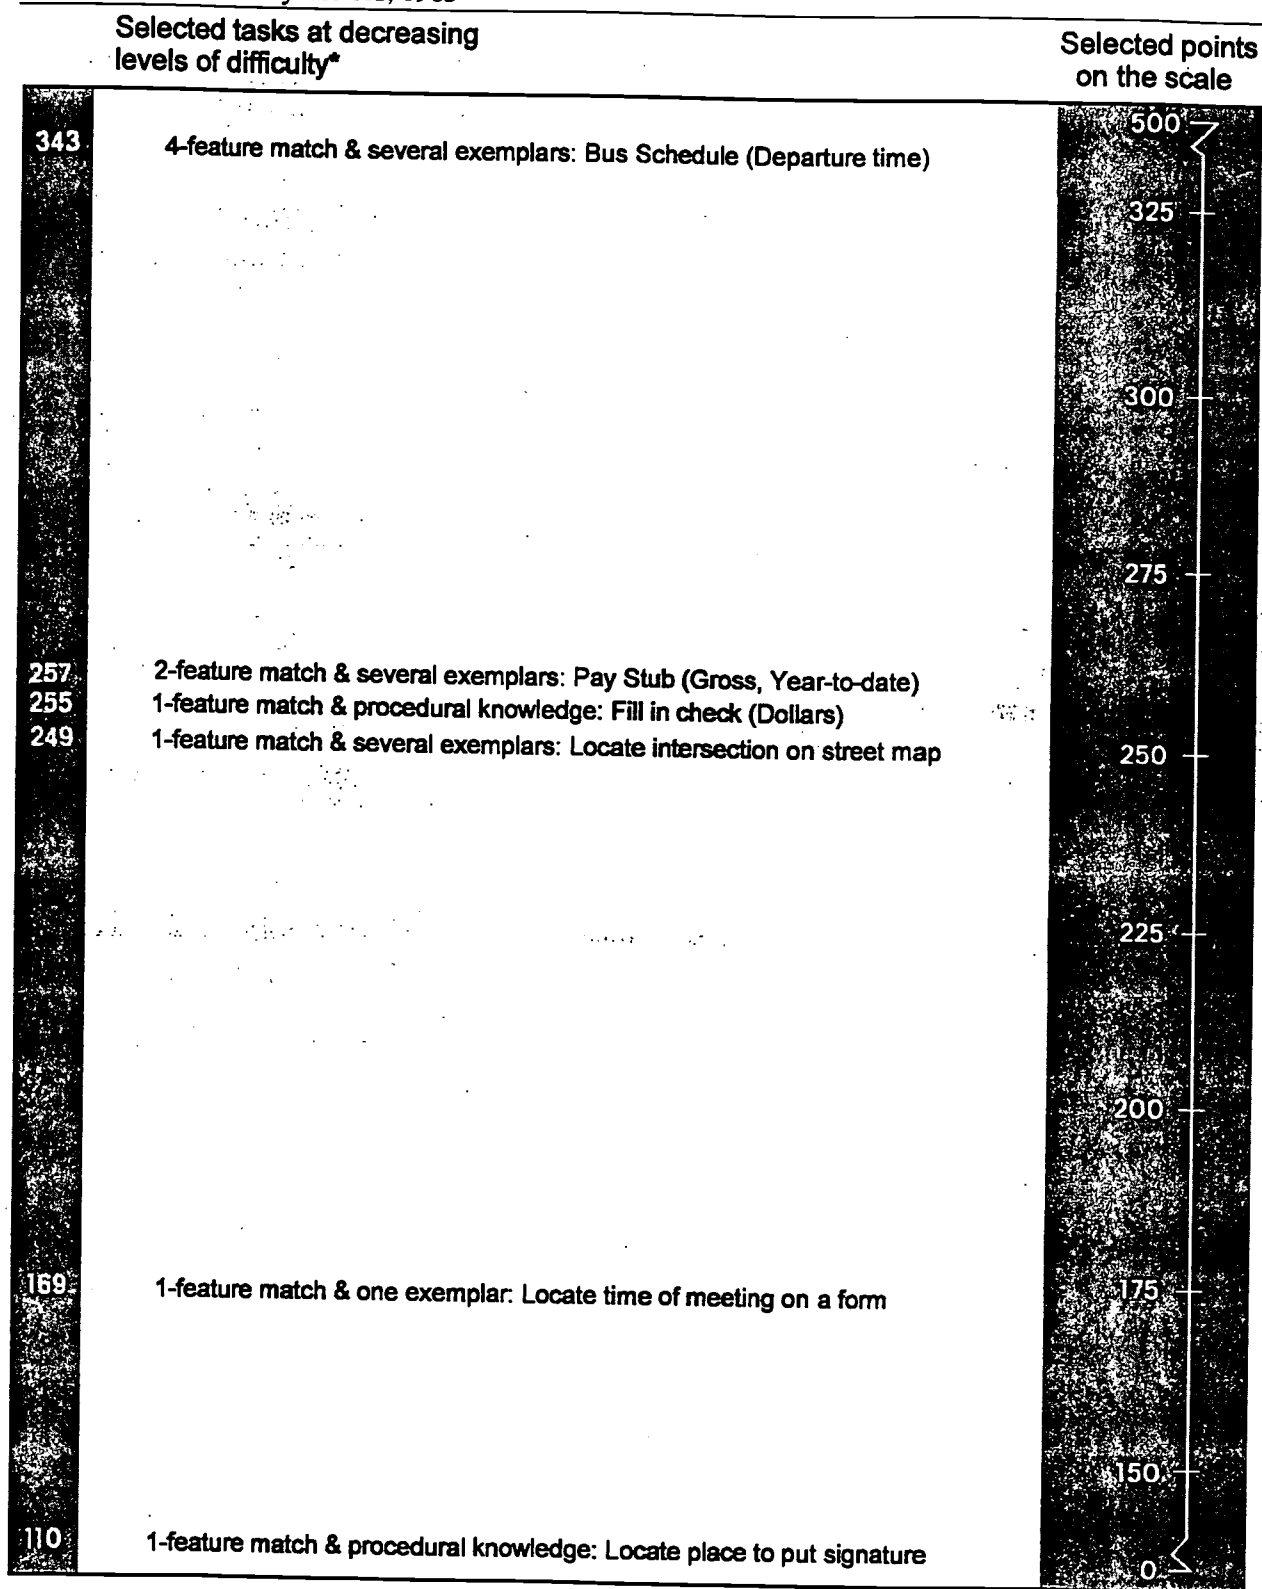 Selected tasks at decreasing
levels of difficulty*
Selected points
on the scale
343 4-feature match & several exemplars: Bus Schedule (Departure time)
500
325
300
275
257 2-feature match & several exemplars: Pay Stub (Gross, Year-to-date)
255 1-feature match & procedural knowledge: Fill in check (Dollars)
249 1-feature match & several exemplars: Locate intersection on street map
250
225
200
169 1-feature match & one exemplar: Locate time of meeting on a form
175
150
110 1-feature match & procedural knowledge: Locate place to put signature
0